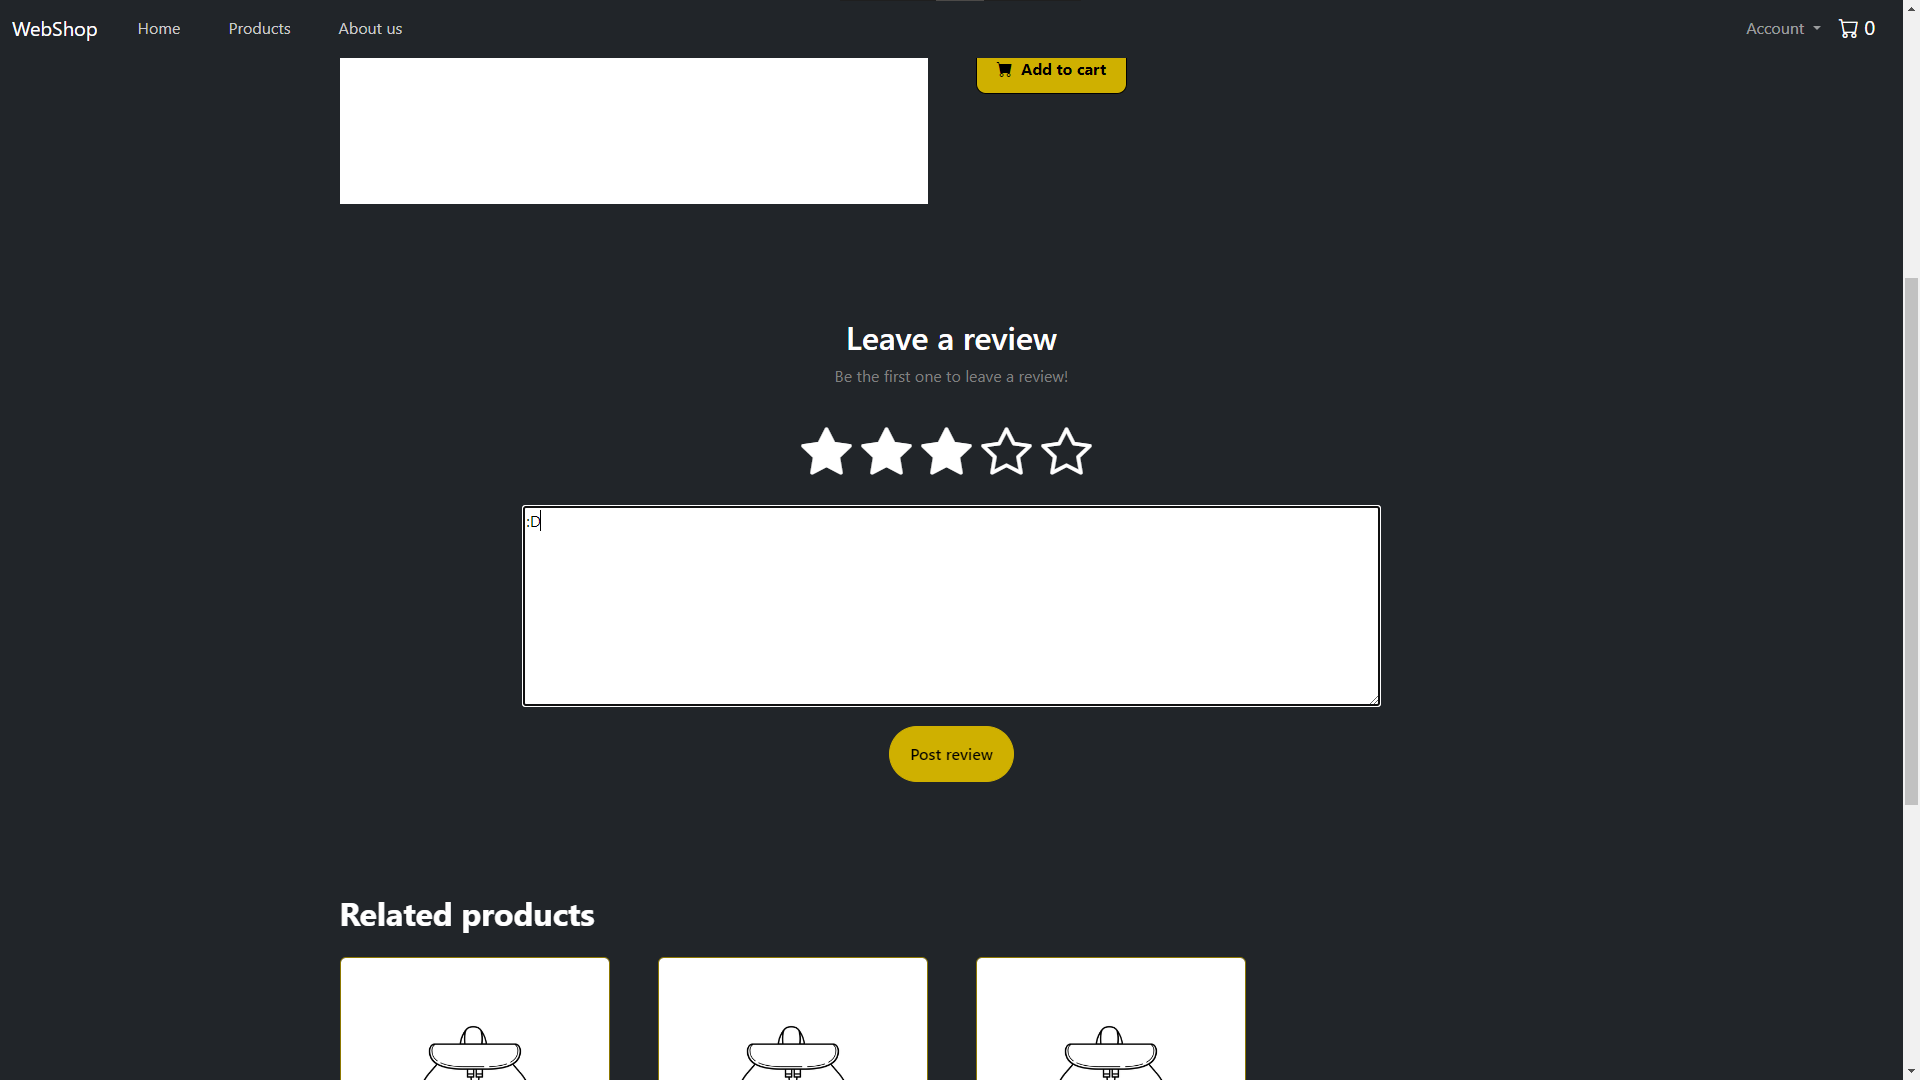 WebShop Home Products About us Account 0
Add to cart
Leave a review
Be the first one to leave a review!
:D
Post review
Related products